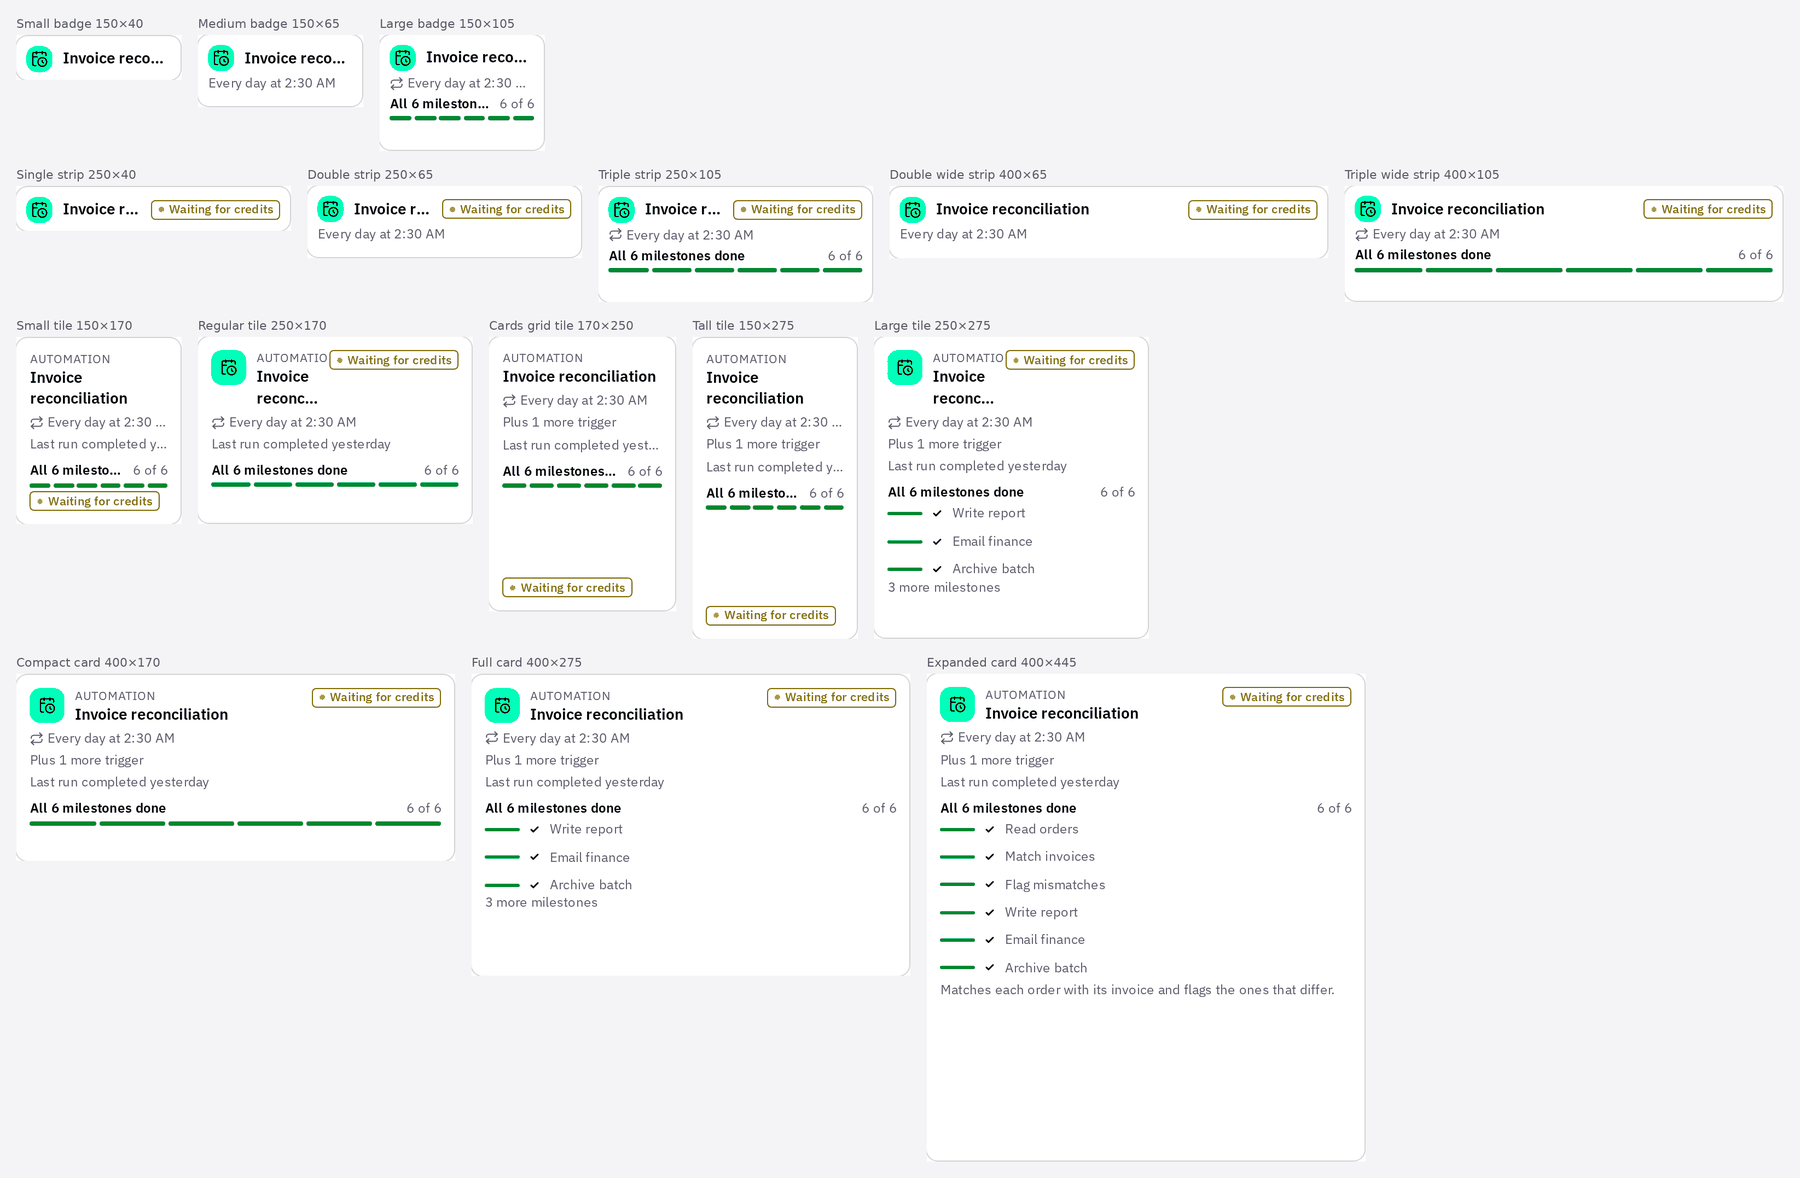 Small badge 150×40
Invoice reco...
Medium badge 150×65
Invoice reco...
Every day at 2:30 AM
Large badge 150×105
Invoice reco...
Every day at 2:30 ...
All 6 mileston... 6 of 6
Single strip 250×40
Invoice r... Waiting for credits
Double strip 250×65
Invoice r... Waiting for credits
Every day at 2:30 AM
Triple strip 250×105
Invoice r... Waiting for credits
Every day at 2:30 AM
All 6 milestones done 6 of 6
Double wide strip 400×65
Invoice reconciliation Waiting for credits
Every day at 2:30 AM
Triple wide strip 400×105
Invoice reconciliation Waiting for credits
Every day at 2:30 AM
All 6 milestones done 6 of 6
Small tile 150×170
AUTOMATION
Invoice
reconciliation
Every day at 2:30 ...
Last run completed y...
All 6 milesto... 6 of 6
Waiting for credits
Regular tile 250×170
AUTOMATIO Waiting for credits
Invoice
reconc...
Every day at 2:30 AM
Last run completed yesterday
All 6 milestones done 6 of 6
Cards grid tile 170×250
AUTOMATION
Invoice reconciliation
Every day at 2:30 AM
Plus 1 more trigger
Last run completed yest...
All 6 milestones... 6 of 6
Waiting for credits
Tall tile 150×275
AUTOMATION
Invoice
reconciliation
Every day at 2:30 ...
Plus 1 more trigger
Last run completed y...
All 6 milesto... 6 of 6
Waiting for credits
Large tile 250×275
AUTOMATIO Waiting for credits
Invoice
reconc...
Every day at 2:30 AM
Plus 1 more trigger
Last run completed yesterday
All 6 milestones done 6 of 6
Write report
Email finance
Archive batch
3 more milestones
Compact card 400×170
AUTOMATION Waiting for credits
Invoice reconciliation
Every day at 2:30 AM
Plus 1 more trigger
Last run completed yesterday
All 6 milestones done 6 of 6
Full card 400×275
AUTOMATION Waiting for credits
Invoice reconciliation
Every day at 2:30 AM
Plus 1 more trigger
Last run completed yesterday
All 6 milestones done 6 of 6
Write report
Email finance
Archive batch
3 more milestones
Expanded card 400×445
AUTOMATION Waiting for credits
Invoice reconciliation
Every day at 2:30 AM
Plus 1 more trigger
Last run completed yesterday
All 6 milestones done 6 of 6
Read orders
Match invoices
Flag mismatches
Write report
Email finance
Archive batch
Matches each order with its invoice and flags the ones that differ.